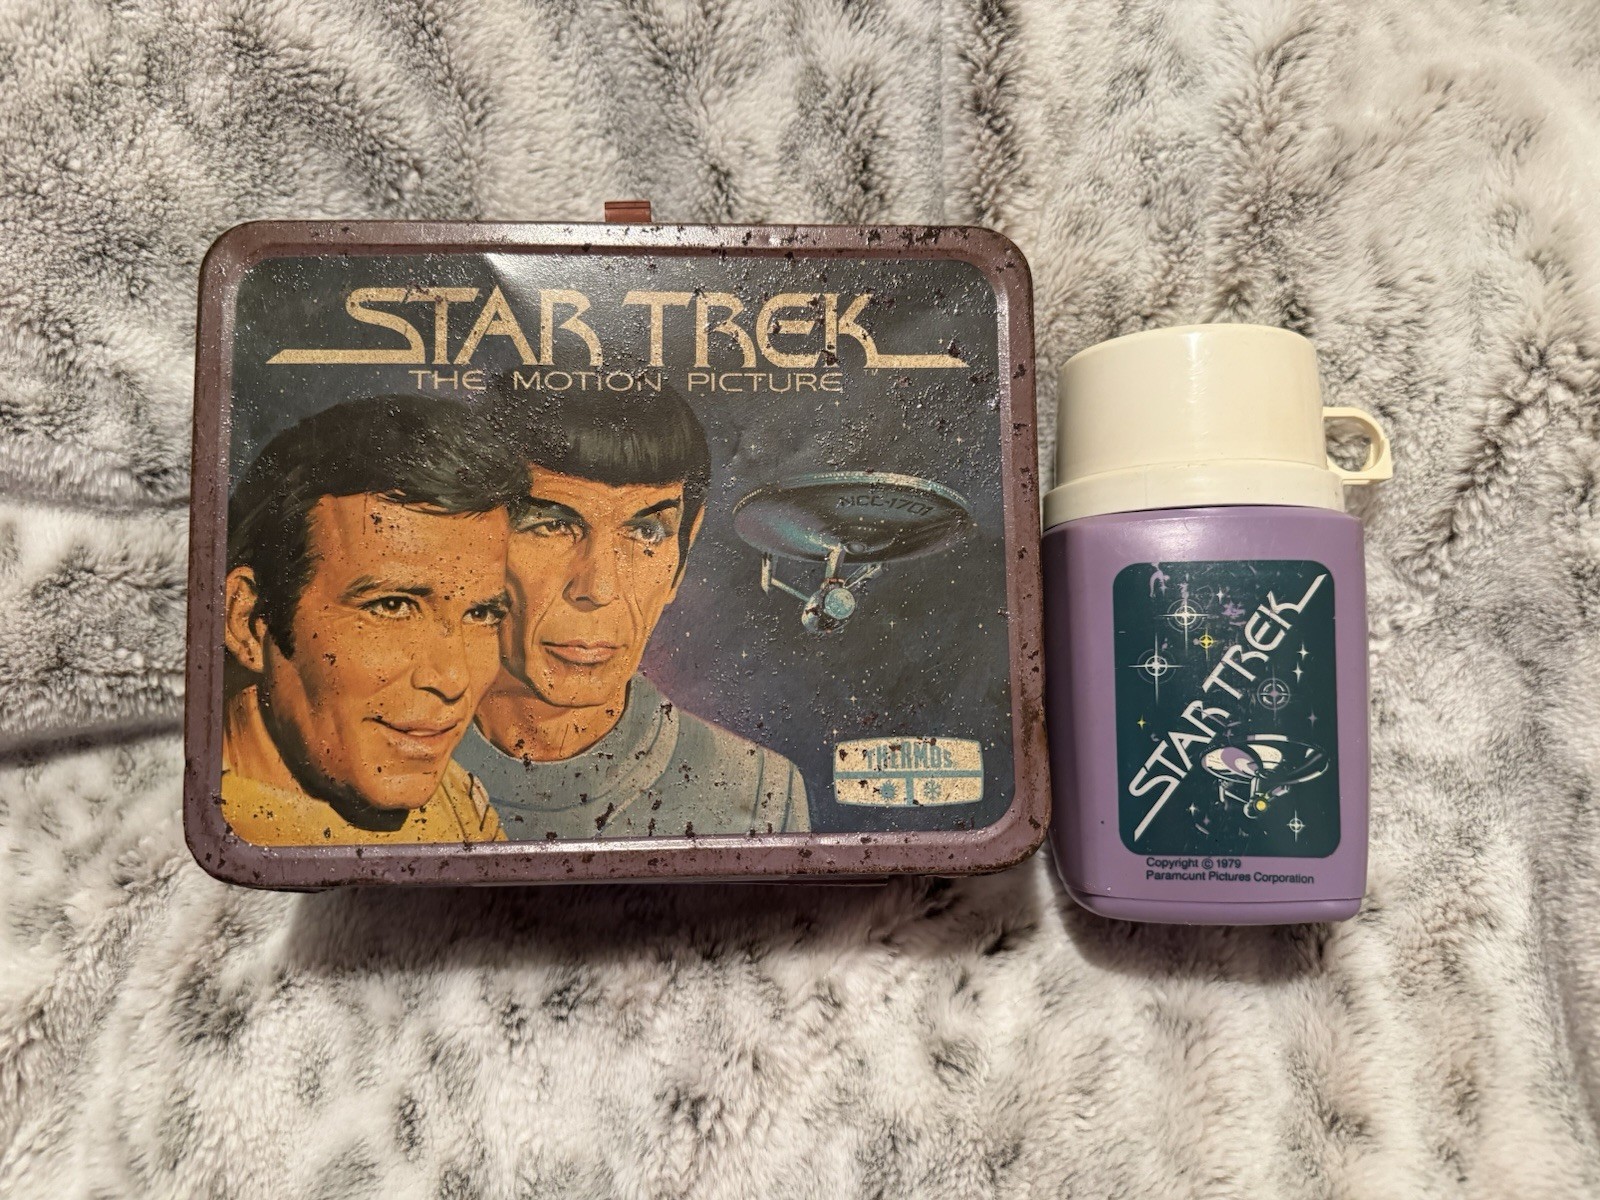 STAR TREK
THE MOTION PICTURE
NCC-1701
THERMOS
STAR TREK
Copyright © 1979
Paramount Pictures Corporation